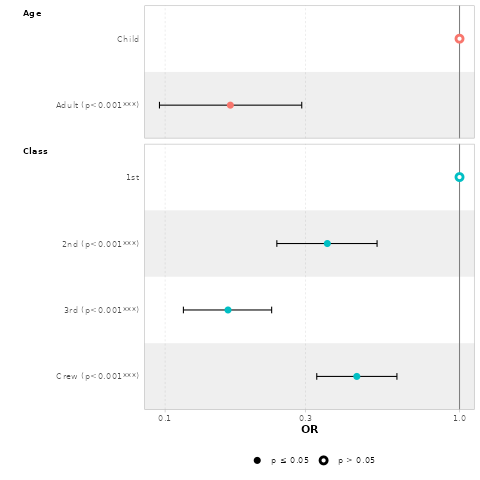 Age
Child
Adult (p<0.001***)
Class
1st
2nd (p<0.001***)
3rd (p<0.001***)
Crew (p<0.001***)
0.1 0.3 1.0
OR
p ≤ 0.05 p > 0.05